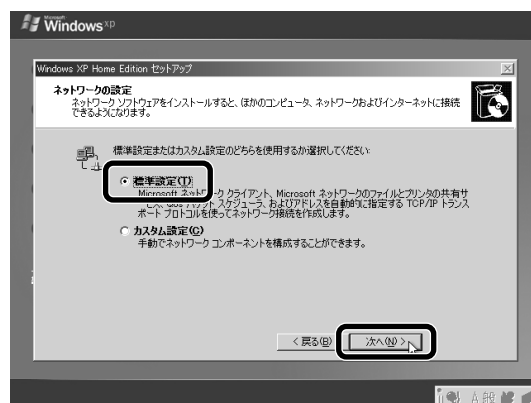 Microsoft
Windows xp
Windows XP Home Edition セットアップ
ネットワークの設定
ネットワーク ソフトウェアをインストールすると、ほかのコンピュータ、ネットワークおよびインターネットに接続
できるようになります。
標準設定またはカスタム設定のどちらを使用するか選択してください:
標準設定(T)
Microsoft ネットワーク クライアント、Microsoft ネットワークのファイルとプリンタの共有サ
ービス、QoS パケット スケジューラ、およびアドレスを自動的に指定する TCP/IP トランス
ポート プロトコルを使ってネットワーク接続を作成します。
カスタム設定(C)
手動でネットワーク コンポーネントを構成することができます。
< 戻る(B)
次へ(N) >
A 般